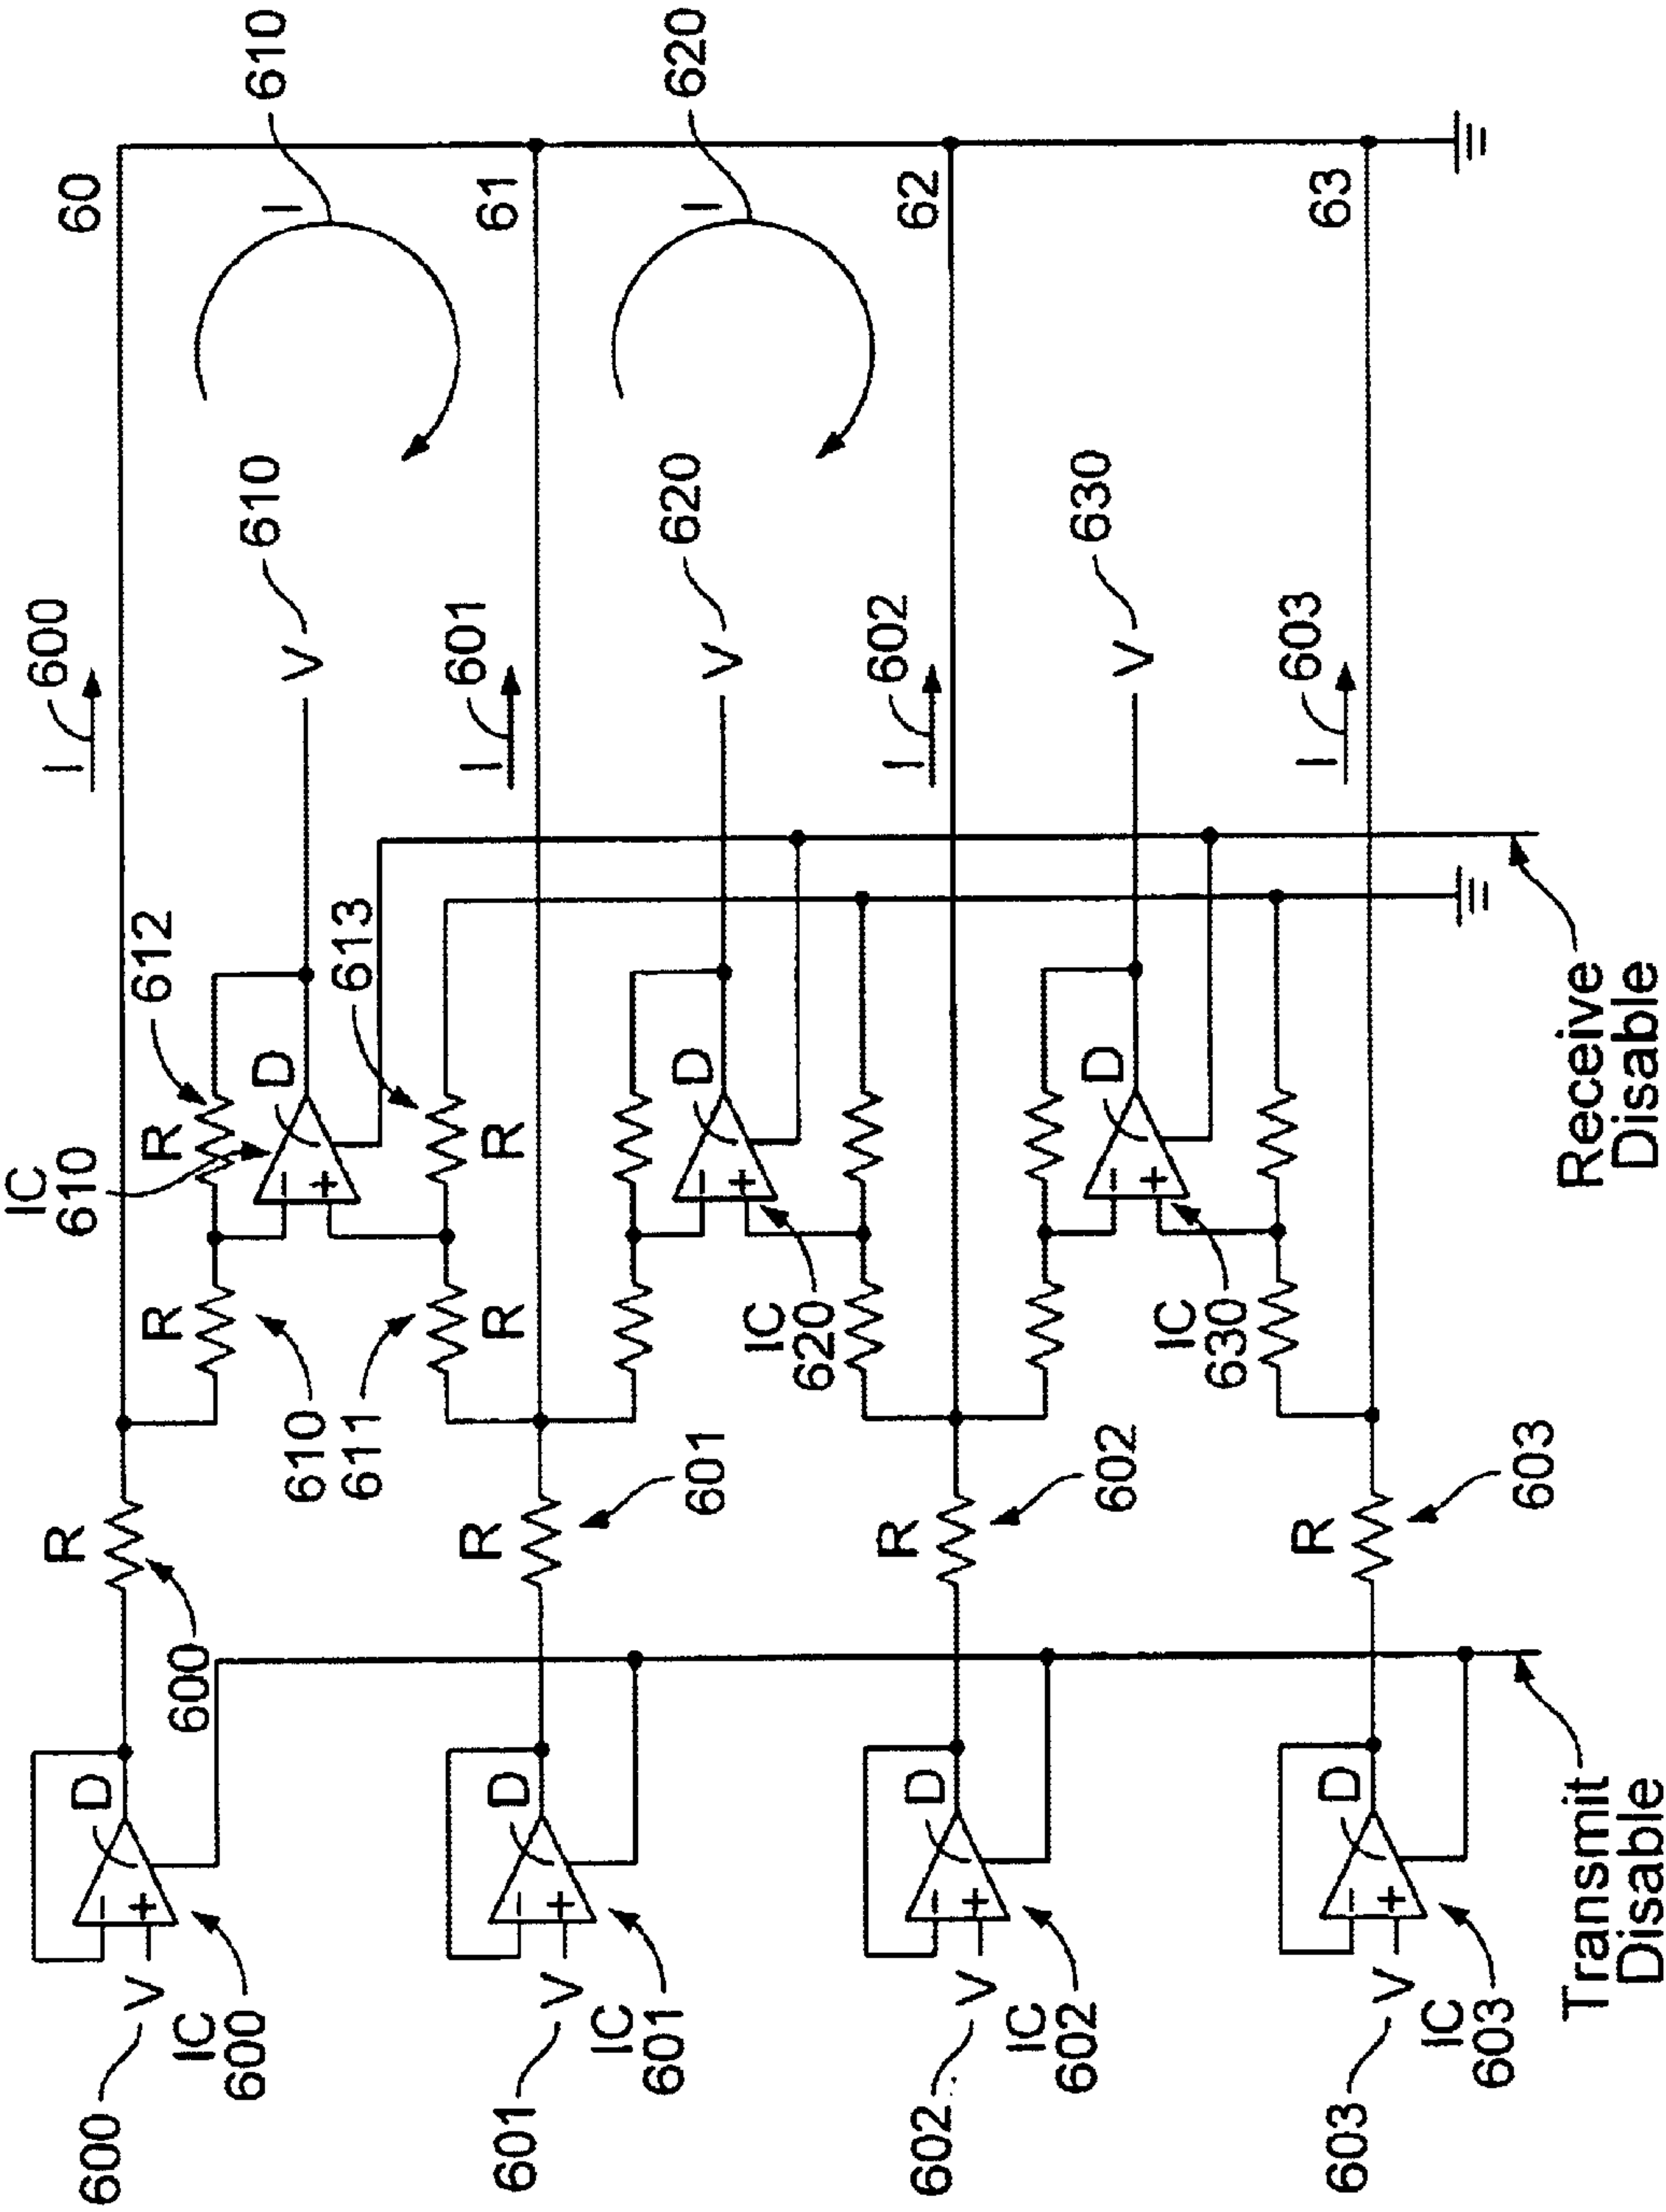 600
V
IC
600
D
−
+
R
600
R
610
IC
610
R
612
D
−
+
I
600
V
610
60
I
610
R
611
R
613
601
V
IC
601
D
−
+
R
601
I
601
61
D
−
+
IC
620
V
620
I
620
602
V
IC
602
D
−
+
R
602
I
602
62
D
−
+
IC
630
V
630
603
V
IC
603
D
−
+
R
603
I
603
63
Transmit
Disable
Receive
Disable